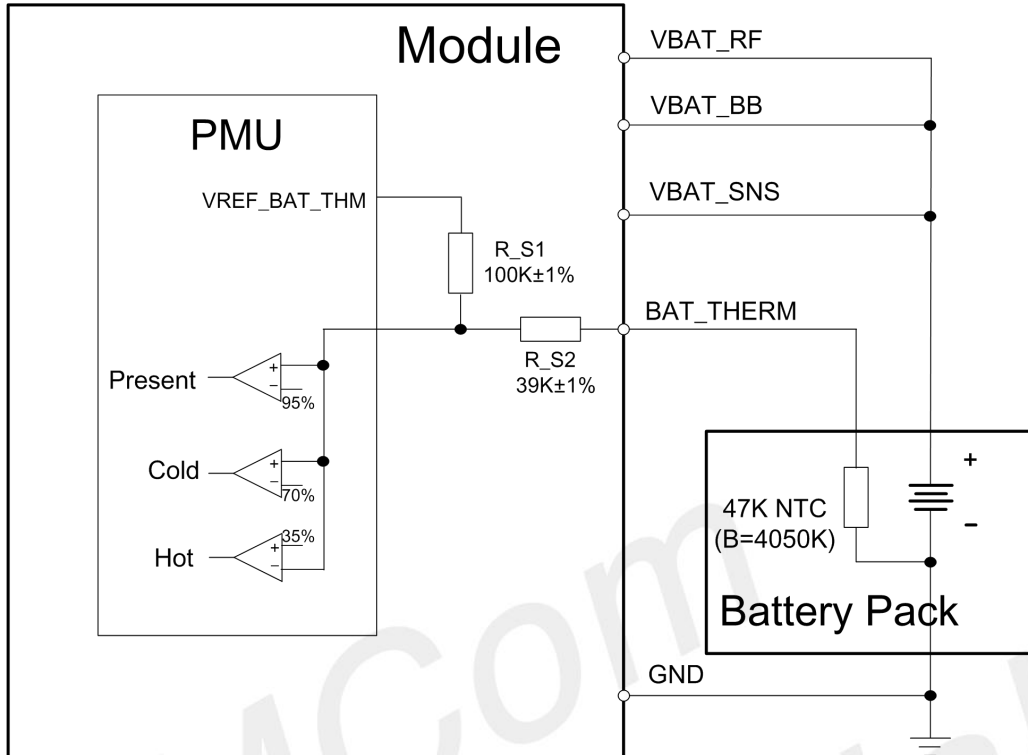 Module
VBAT_RF
VBAT_BB
PMU
VREF_BAT_THM
VBAT_SNS
R_S1
100K±1%
BAT_THERM
R_S2
39K±1%
Present
+
−
95%
Cold
+
−
70%
Hot
35%
+
−
+
47K NTC
(B=4050K)
−
Battery Pack
GND
Com